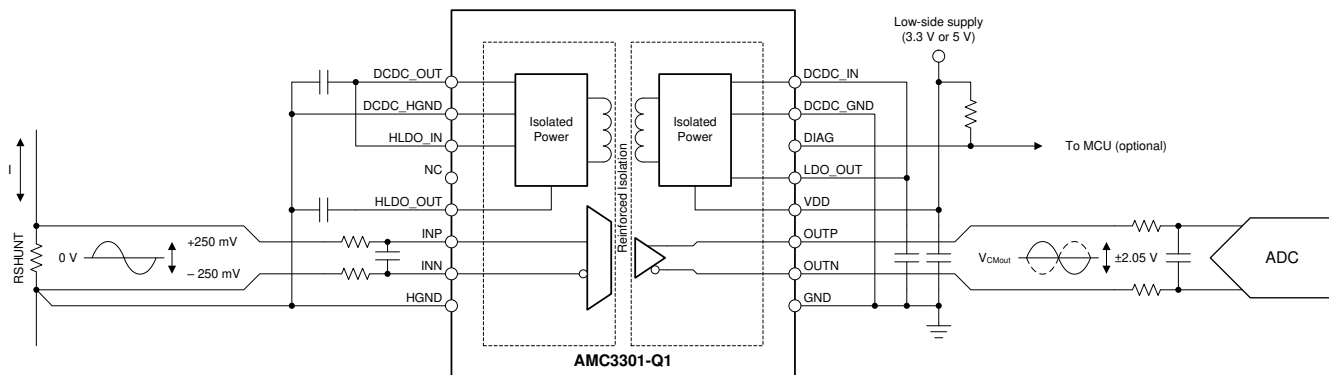 Low-side supply
(3.3 V or 5 V)
DCDC_OUT
DCDC_HGND
HLDO_IN
NC
HLDO_OUT
INP
INN
HGND
Isolated
Power
Reinforced Isolation
Isolated
Power
DCDC_IN
DCDC_GND
DIAG
LDO_OUT
VDD
OUTP
OUTN
GND
To MCU (optional)
I
RSHUNT
0 V
+250 mV
– 250 mV
VCMout
±2.05 V
ADC
AMC3301-Q1